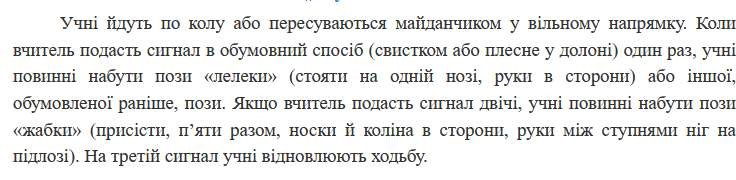 Учні йдуть по колу або пересуваються майданчиком у вільному напрямку. Коли
вчитель подасть сигнал в обумовний спосіб (свистком або плесне у долоні) один раз, учні
повинні набути пози «лелеки» (стояти на одній нозі, руки в сторони) або іншої,
обумовленої раніше, пози. Якщо вчитель подасть сигнал двічі, учні повинні набути пози
«жабки» (присісти, п’яти разом, носки й коліна в сторони, руки між ступнями ніг на
підлозі). На третій сигнал учні відновлюють ходьбу.